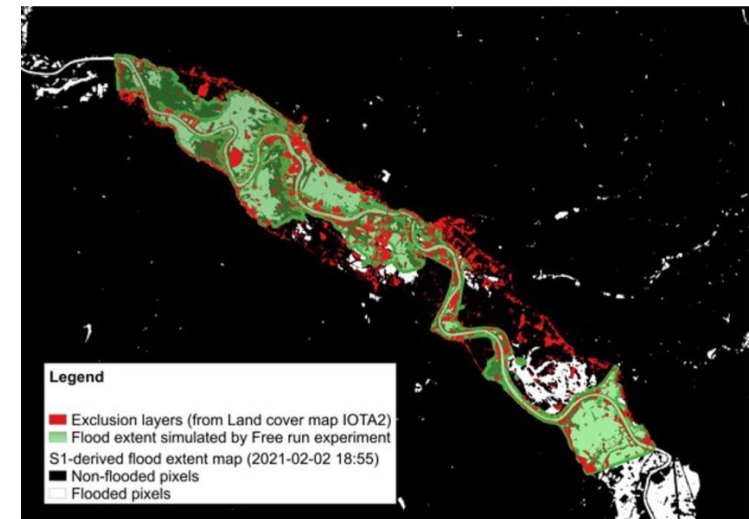 Legend
Exclusion layers (from Land cover map IOTA2)
Flood extent simulated by Free run experiment
S1-derived flood extent map (2021-02-02 18:55)
Non-flooded pixels
Flooded pixels